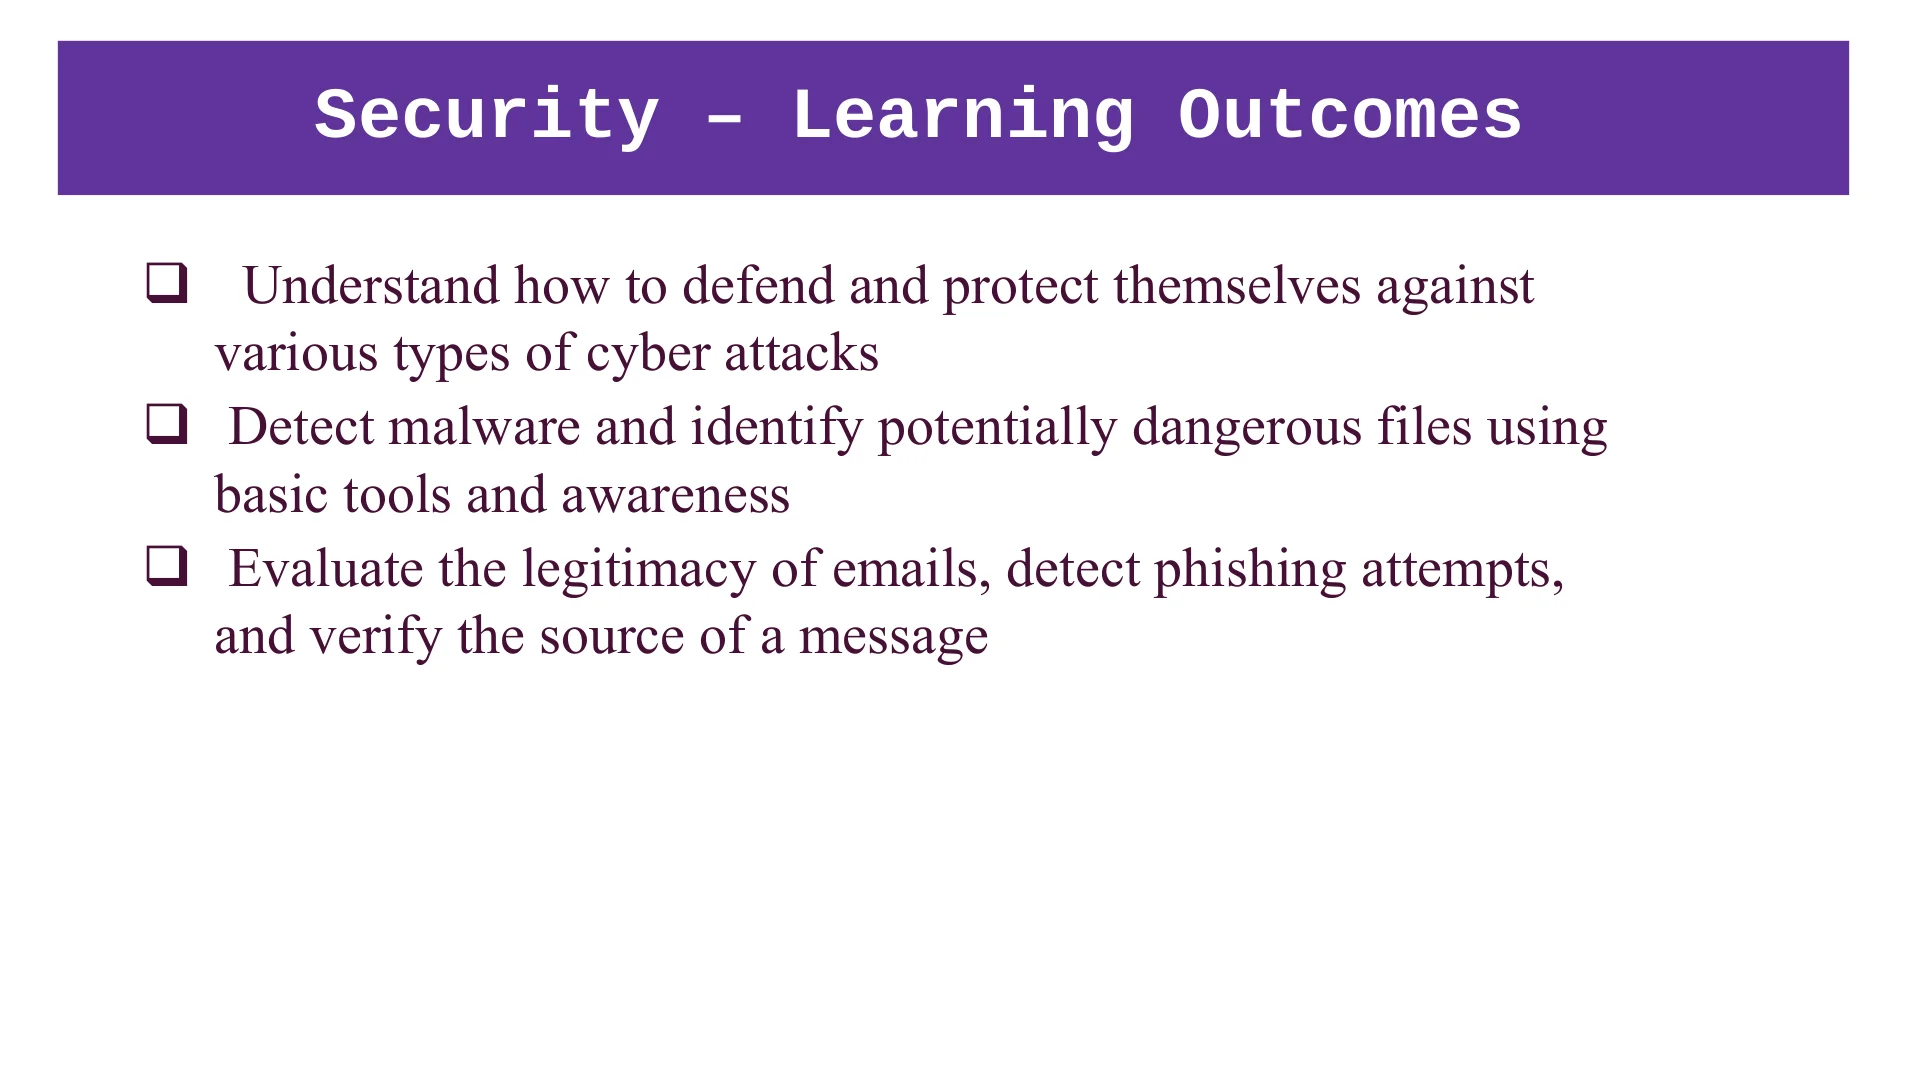 Security – Learning Outcomes
❑ Understand how to defend and protect themselves against
various types of cyber attacks
❑ Detect malware and identify potentially dangerous files using
basic tools and awareness
❑ Evaluate the legitimacy of emails, detect phishing attempts,
and verify the source of a message